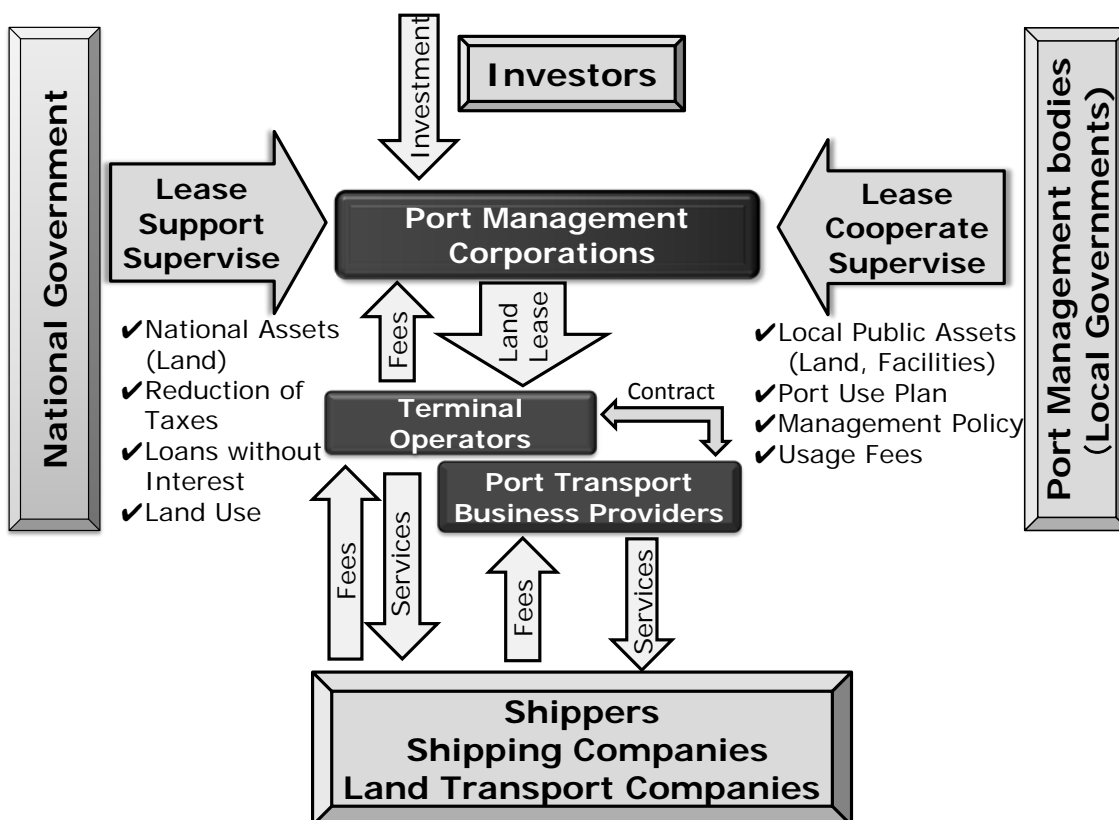 Investors
Investment
National Government
Port Management bodies
(Local Governments)
Lease
Support
Supervise
Port Management
Corporations
Lease
Cooperate
Supervise
✔National Assets
(Land)
✔Reduction of
Taxes
✔Loans without
Interest
✔Land Use
Fees
Land
Lease
✔Local Public Assets
(Land, Facilities)
✔Port Use Plan
✔Management Policy
✔Usage Fees
Terminal
Operators
Contract
Port Transport
Business Providers
Fees
Services
Fees
Services
Shippers
Shipping Companies
Land Transport Companies